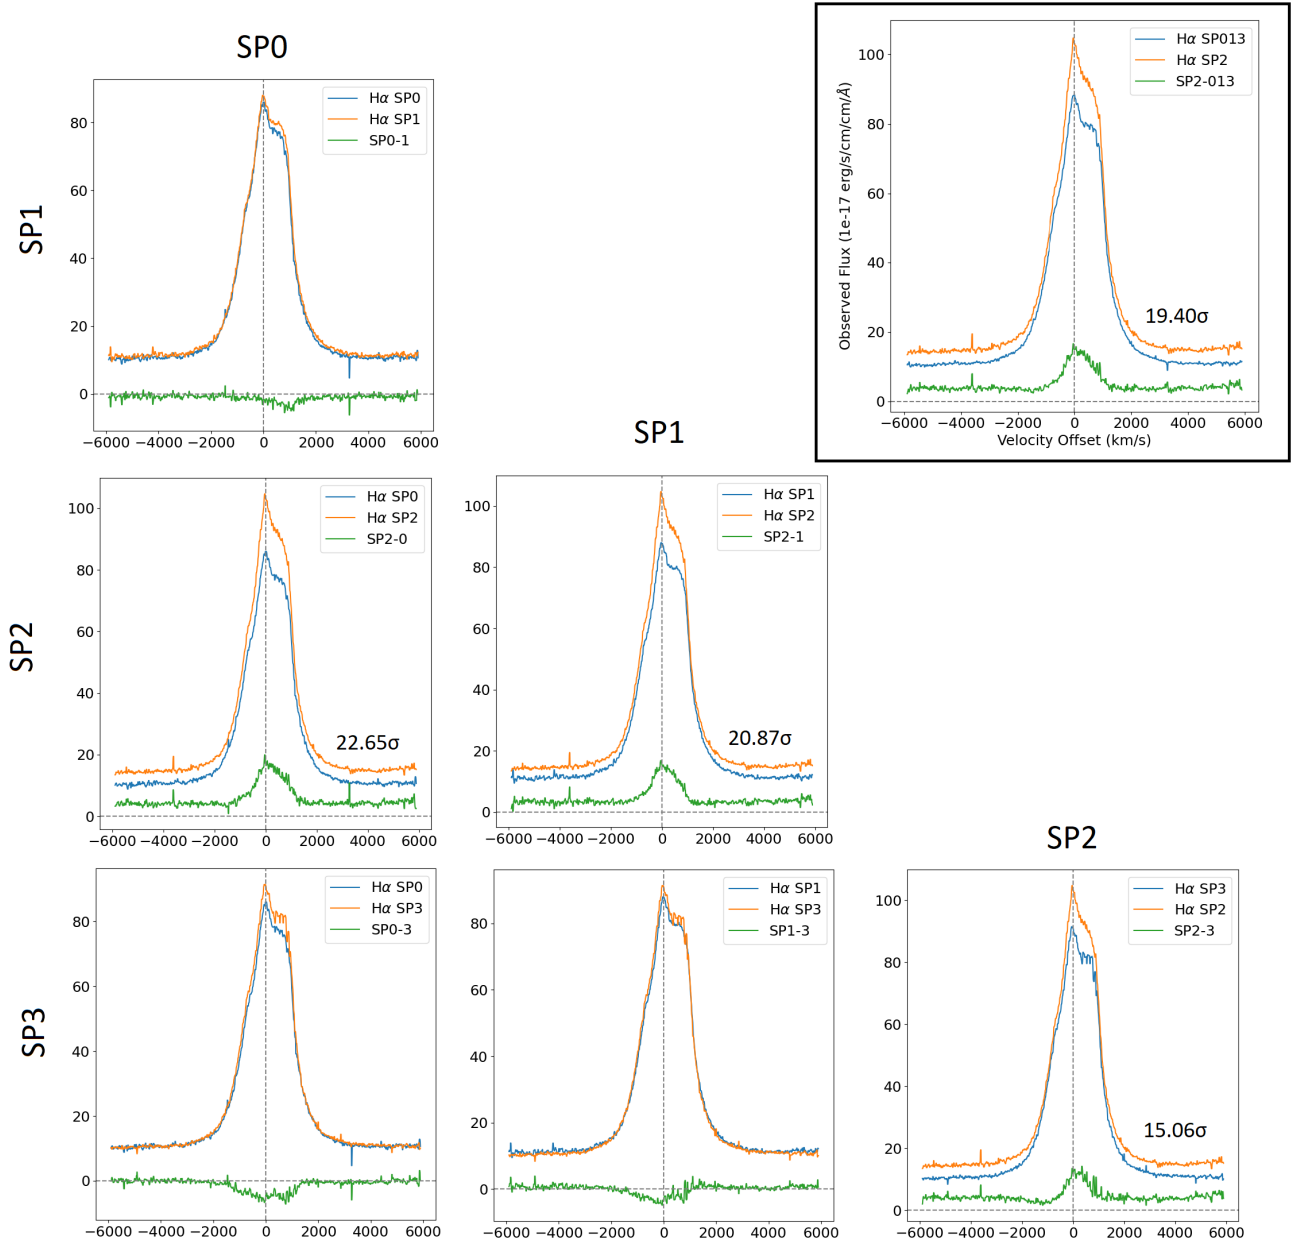 SP0
SP1
80
60
40
20
0
−6000 −4000 −2000 0 2000 4000 6000
Hα SP0
Hα SP1
SP0-1
Observed Flux (1e-17 erg/s/cm/cm/Å)
100
80
60
40
20
0
−6000 −4000 −2000 0 2000 4000 6000
Velocity Offset (km/s)
Hα SP013
Hα SP2
SP2-013
19.40σ
SP1
SP2
100
80
60
40
20
0
−6000 −4000 −2000 0 2000 4000 6000
Hα SP0
Hα SP2
SP2-0
22.65σ
100
80
60
40
20
0
−6000 −4000 −2000 0 2000 4000 6000
Hα SP1
Hα SP2
SP2-1
20.87σ
SP2
SP3
80
60
40
20
0
−6000 −4000 −2000 0 2000 4000 6000
Hα SP0
Hα SP3
SP0-3
80
60
40
20
0
−6000 −4000 −2000 0 2000 4000 6000
Hα SP1
Hα SP3
SP1-3
100
80
60
40
20
0
−6000 −4000 −2000 0 2000 4000 6000
Hα SP3
Hα SP2
SP2-3
15.06σ